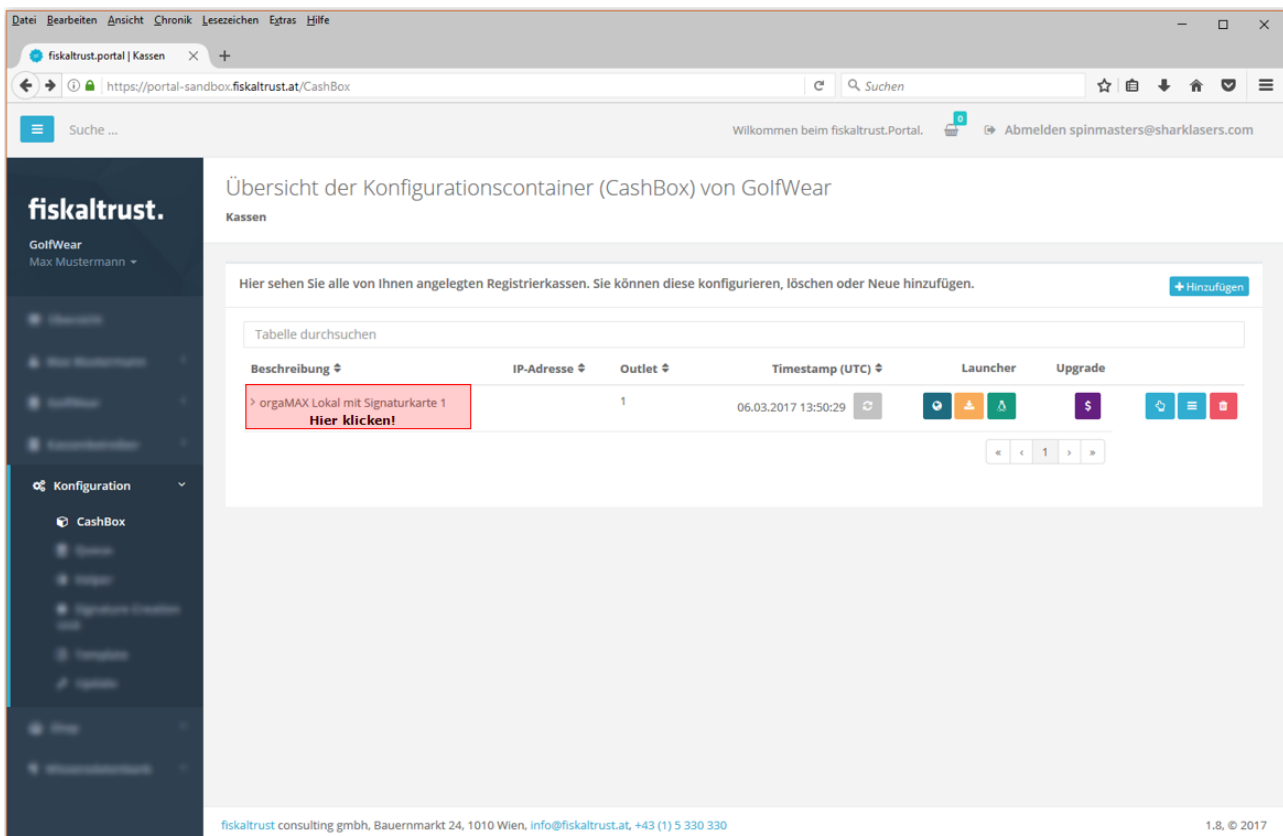 Datei Bearbeiten Ansicht Chronik Lesezeichen Extras Hilfe
fiskaltrust.portal | Kassen
https://portal-sandbox.fiskaltrust.at/CashBox
Suchen
Suche ...
Wilkommen beim fiskaltrust.Portal.
0
Abmelden spinmasters@sharklasers.com
fiskaltrust.
GolfWear
Max Mustermann
Konfiguration
CashBox
Übersicht der Konfigurationscontainer (CashBox) von GolfWear
Kassen
Hier sehen Sie alle von Ihnen angelegten Registrierkassen. Sie können diese konfigurieren, löschen oder Neue hinzufügen.
+ Hinzufügen
Tabelle durchsuchen
Beschreibung IP-Adresse Outlet Timestamp (UTC) Launcher Upgrade
> orgaMAX Lokal mit Signaturkarte 1 1 06.03.2017 13:50:29 $
Hier klicken!
« ‹ 1 › »
fiskaltrust consulting gmbh, Bauernmarkt 24, 1010 Wien, info@fiskaltrust.at, +43 (1) 5 330 330
1.8, © 2017